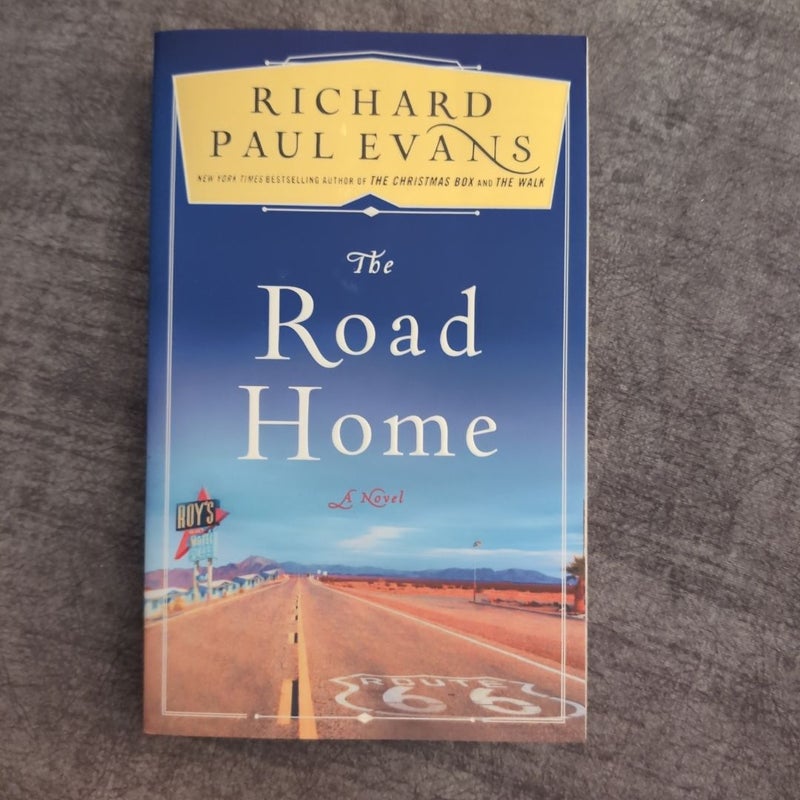 RICHARD
PAUL EVANS
NEW YORK TIMES BESTSELLING AUTHOR OF THE CHRISTMAS BOX AND THE WALK
The
Road
Home
A Novel
ROY'S
ROUTE
66